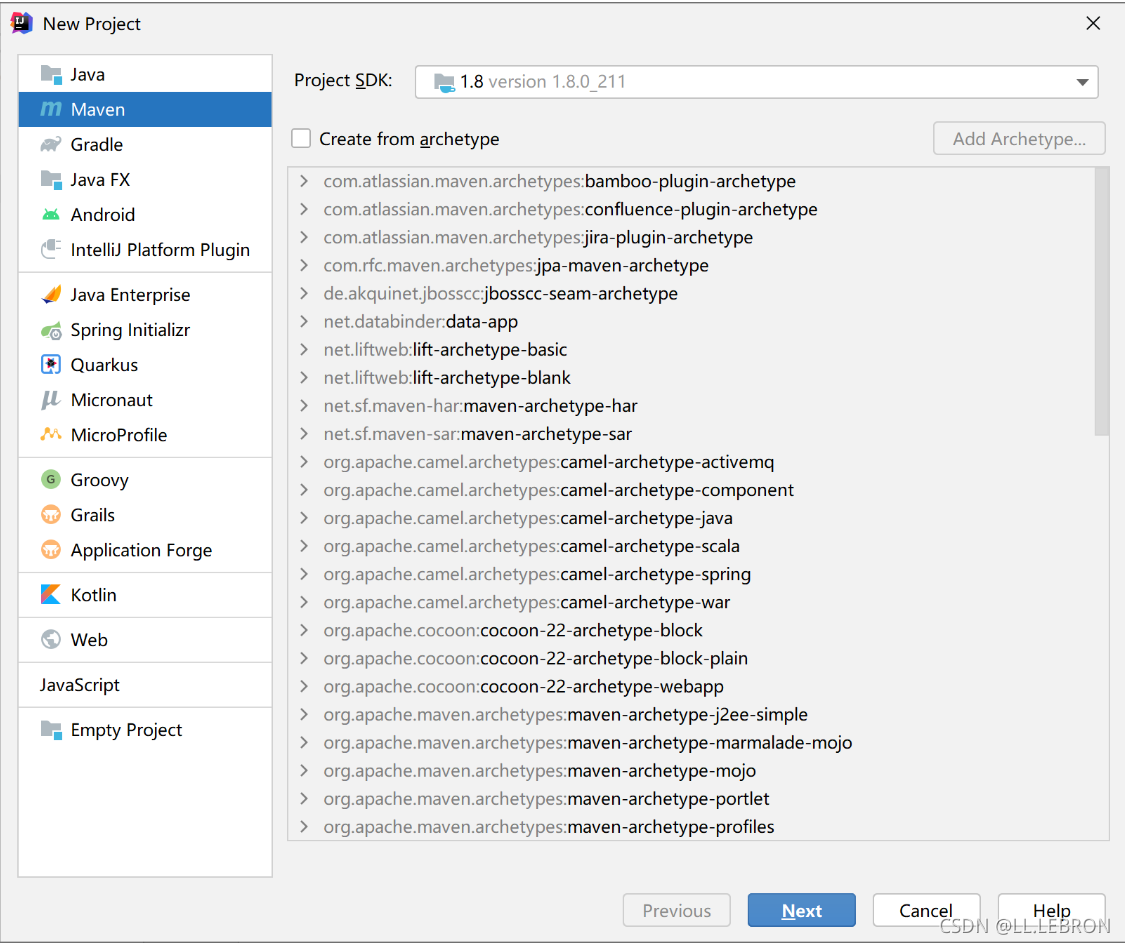 New Project
Java
Maven
Gradle
Java FX
Android
IntelliJ Platform Plugin
Java Enterprise
Spring Initializr
Quarkus
Micronaut
MicroProfile
Groovy
Grails
Application Forge
Kotlin
Web
JavaScript
Empty Project
Project SDK: 1.8 version 1.8.0_211
Create from archetype Add Archetype...
com.atlassian.maven.archetypes:bamboo-plugin-archetype
com.atlassian.maven.archetypes:confluence-plugin-archetype
com.atlassian.maven.archetypes:jira-plugin-archetype
com.rfc.maven.archetypes:jpa-maven-archetype
de.akquinet.jbosscc:jbosscc-seam-archetype
net.databinder:data-app
net.liftweb:lift-archetype-basic
net.liftweb:lift-archetype-blank
net.sf.maven-har:maven-archetype-har
net.sf.maven-sar:maven-archetype-sar
org.apache.camel.archetypes:camel-archetype-activemq
org.apache.camel.archetypes:camel-archetype-component
org.apache.camel.archetypes:camel-archetype-java
org.apache.camel.archetypes:camel-archetype-scala
org.apache.camel.archetypes:camel-archetype-spring
org.apache.camel.archetypes:camel-archetype-war
org.apache.cocoon:cocoon-22-archetype-block
org.apache.cocoon:cocoon-22-archetype-block-plain
org.apache.cocoon:cocoon-22-archetype-webapp
org.apache.maven.archetypes:maven-archetype-j2ee-simple
org.apache.maven.archetypes:maven-archetype-marmalade-mojo
org.apache.maven.archetypes:maven-archetype-mojo
org.apache.maven.archetypes:maven-archetype-portlet
org.apache.maven.archetypes:maven-archetype-profiles
Previous Next Cancel Help
CSDN @LL.LEBRON